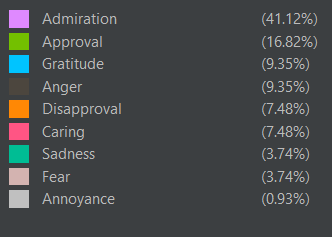 Admiration (41.12%)
Approval (16.82%)
Gratitude (9.35%)
Anger (9.35%)
Disapproval (7.48%)
Caring (7.48%)
Sadness (3.74%)
Fear (3.74%)
Annoyance (0.93%)